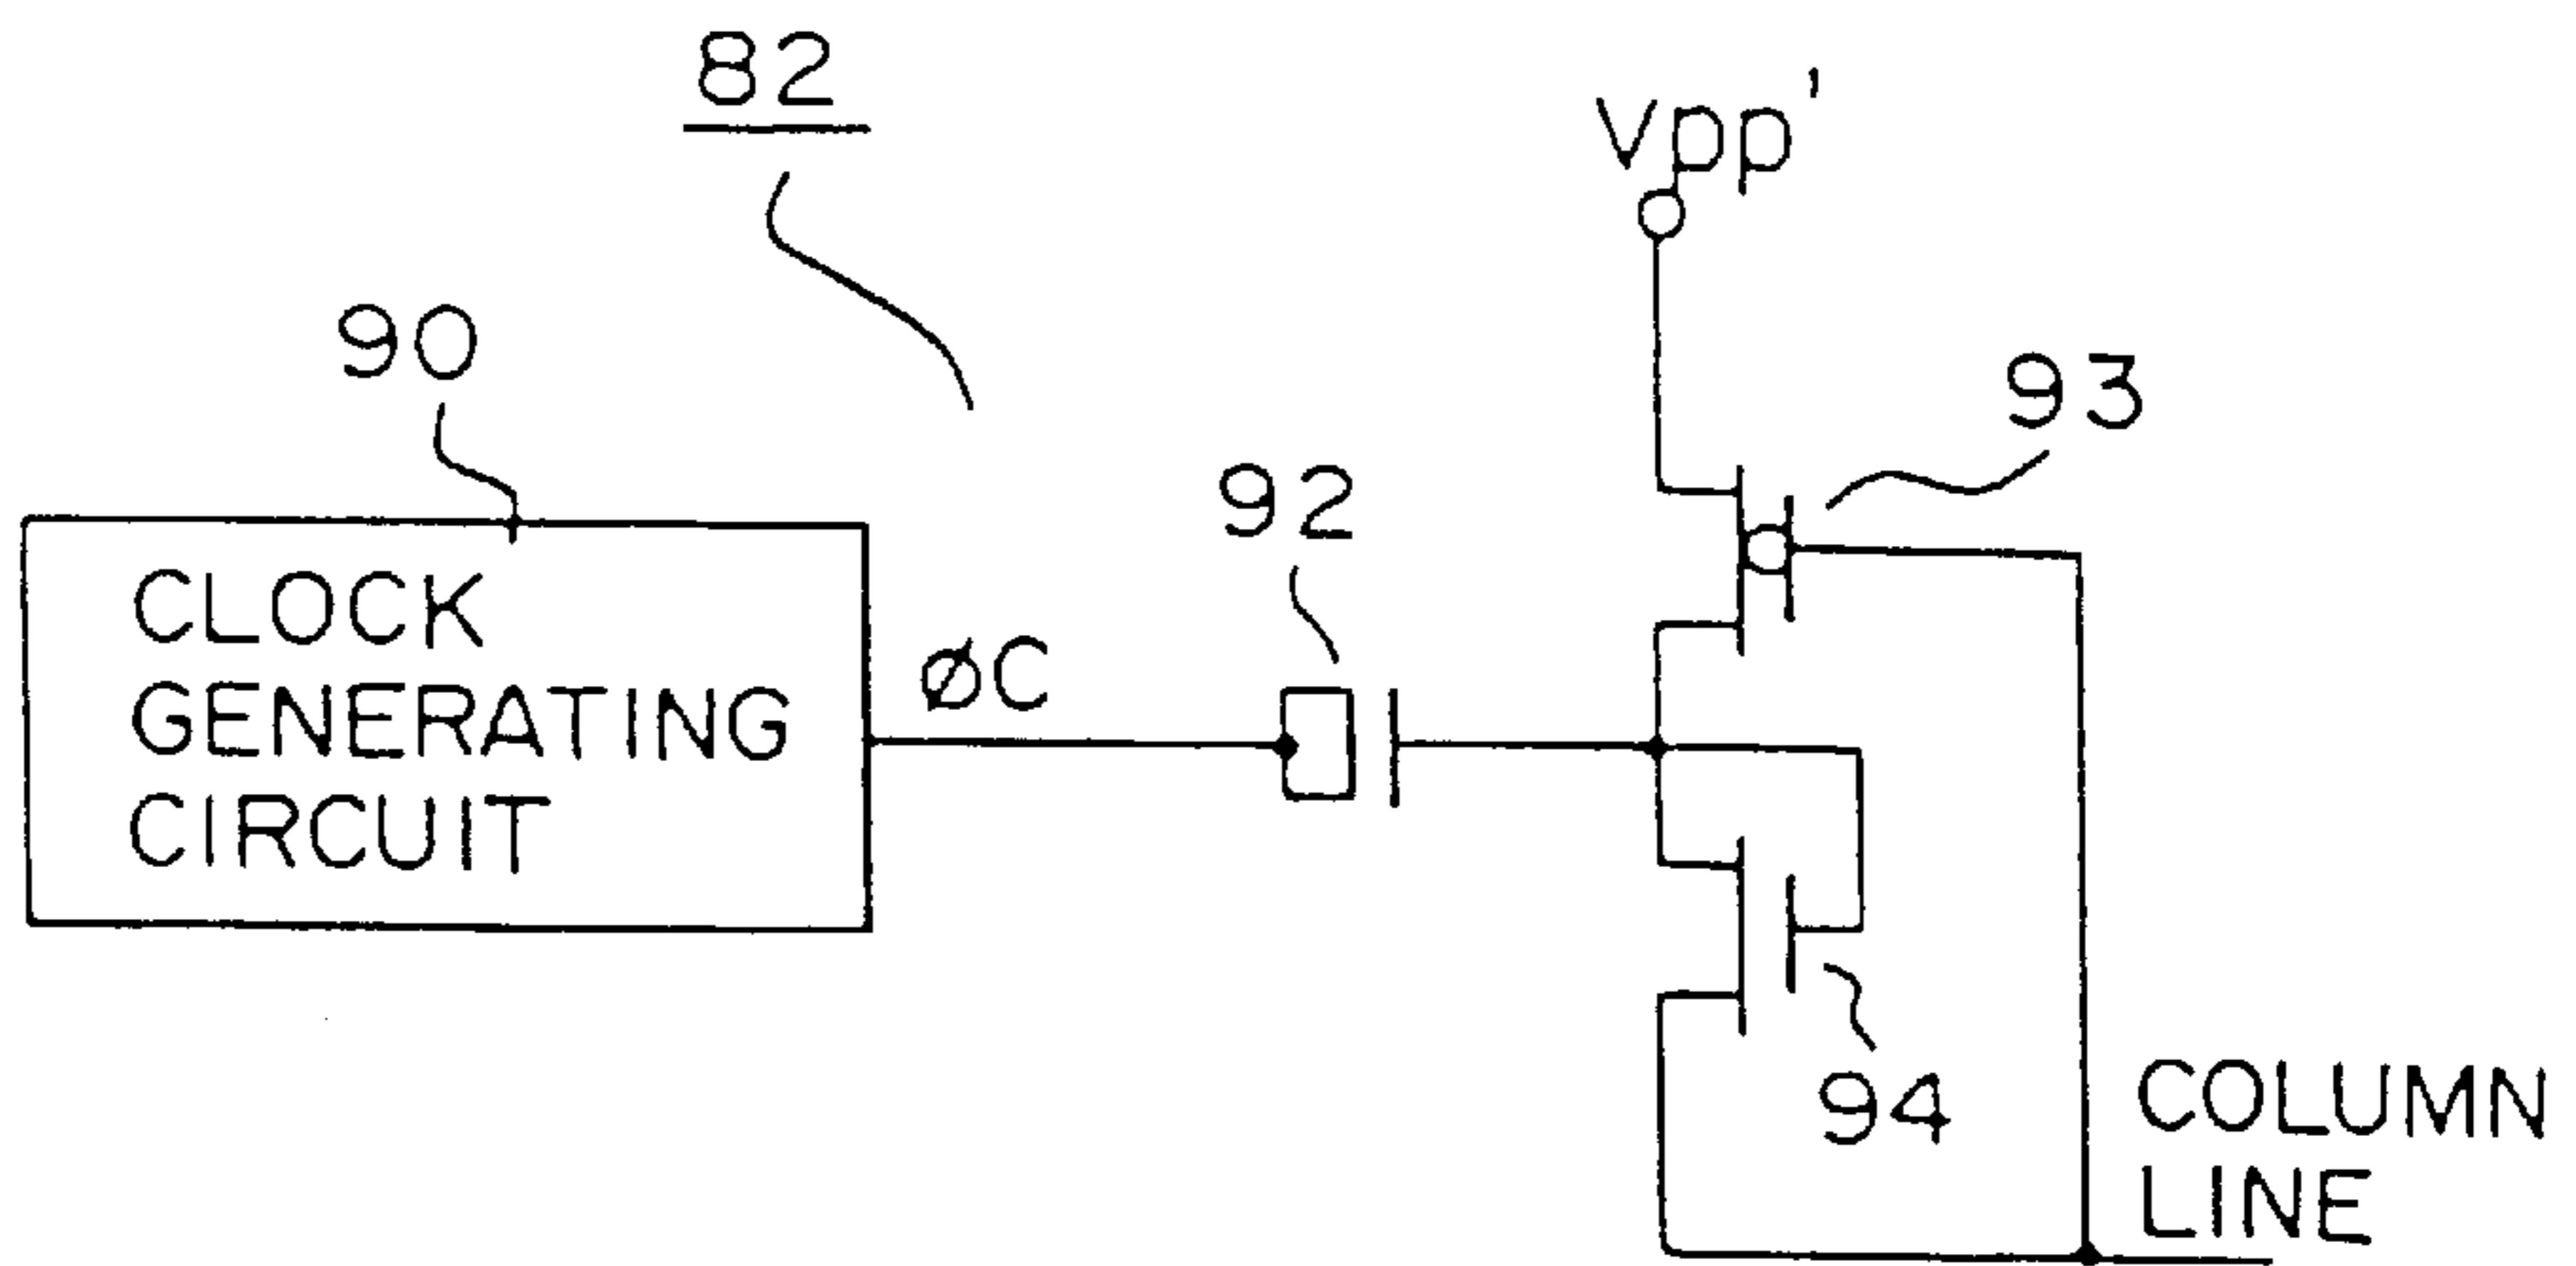 82
Vpp'
90
93
92
CLOCK
GENERATING
CIRCUIT
øC
94
COLUMN
LINE